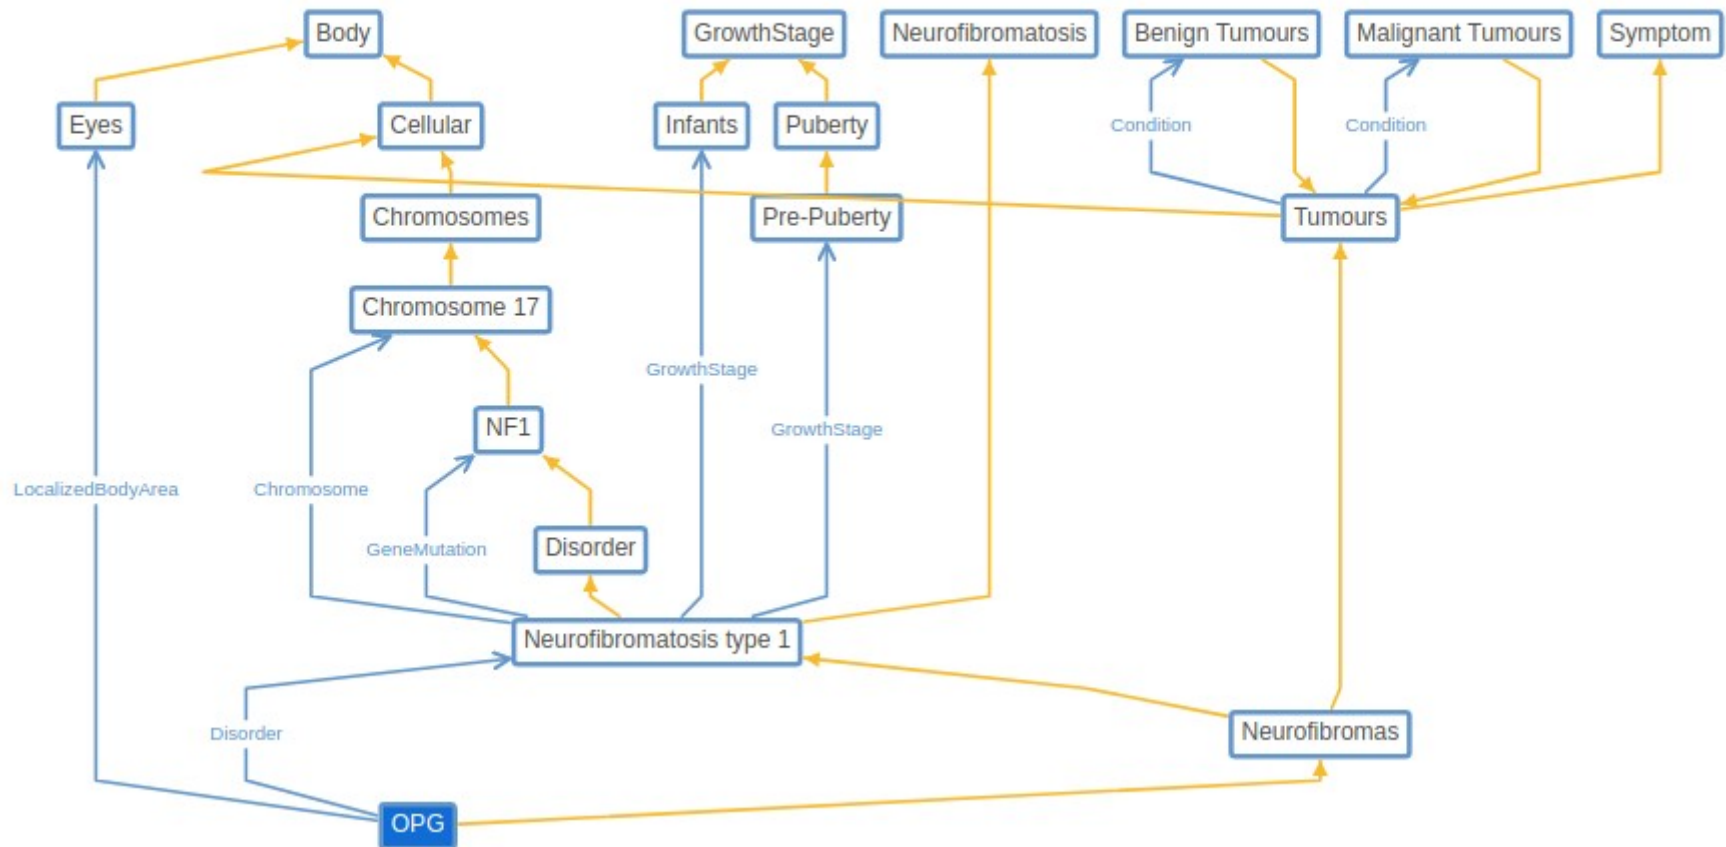 Body
GrowthStage
Neurofibromatosis
Benign Tumours
Malignant Tumours
Symptom
Eyes
Cellular
Infants
Puberty
Condition
Condition
Chromosomes
Pre-Puberty
Tumours
Chromosome 17
GrowthStage
NF1
GrowthStage
LocalizedBodyArea
Chromosome
GeneMutation
Disorder
Neurofibromatosis type 1
Disorder
Neurofibromas
OPG